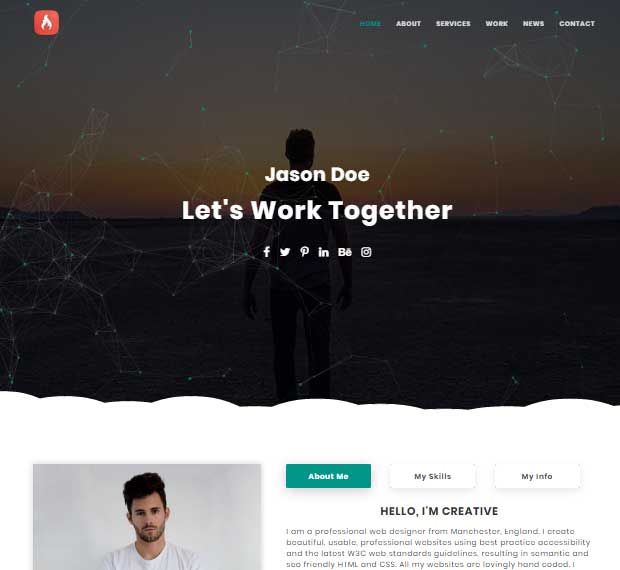 HOME ABOUT SERVICES WORK NEWS CONTACT
Jason Doe
Let's Work Together
Bē
About Me My Skills My Info
HELLO, I'M CREATIVE
I am a professional web designer from Manchester, England. I create
beautiful, usable, professional websites using best practice accessibility
and the latest W3C web standards guidelines, resulting in semantic and
seo friendly HTML and CSS. All my websites are lovingly hand coded, I